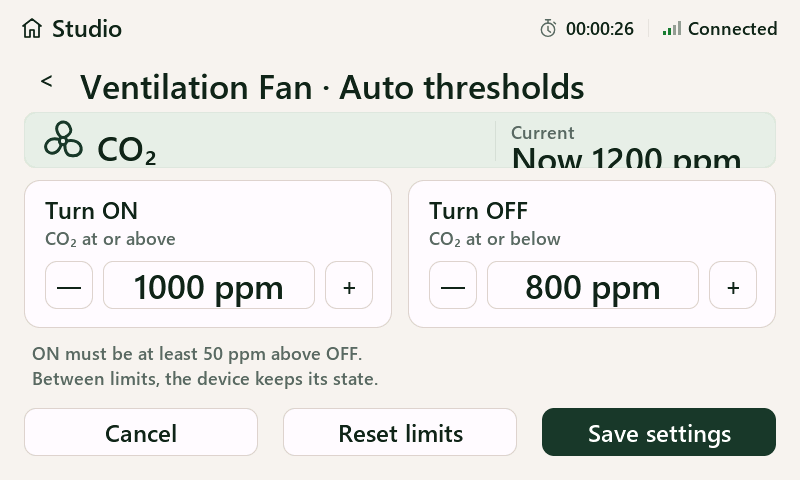 Studio
00:00:26
Connected
< Ventilation Fan · Auto thresholds
CO₂
Current
Now 1200 ppm
Turn ON
CO₂ at or above
— 1000 ppm +
Turn OFF
CO₂ at or below
— 800 ppm +
ON must be at least 50 ppm above OFF.
Between limits, the device keeps its state.
Cancel
Reset limits
Save settings